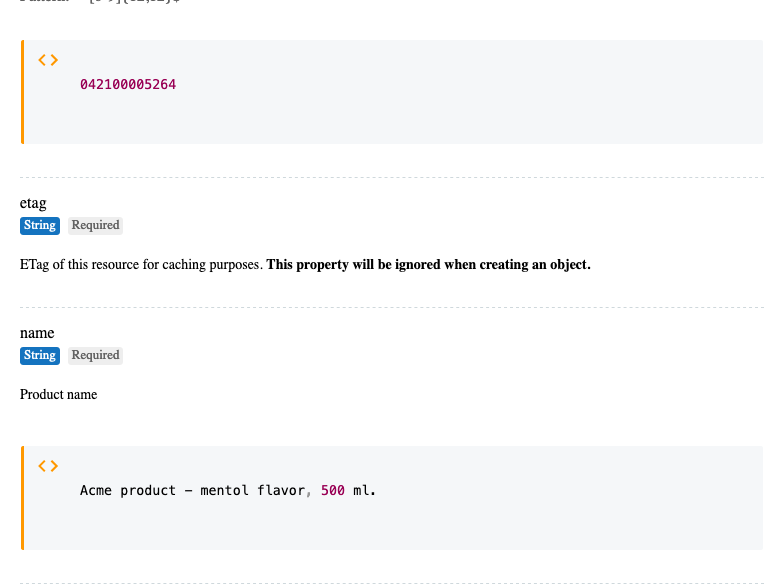 042100005264
etag
String Required
ETag of this resource for caching purposes. This property will be ignored when creating an object.
name
String Required
Product name
Acme product – mentol flavor, 500 ml.